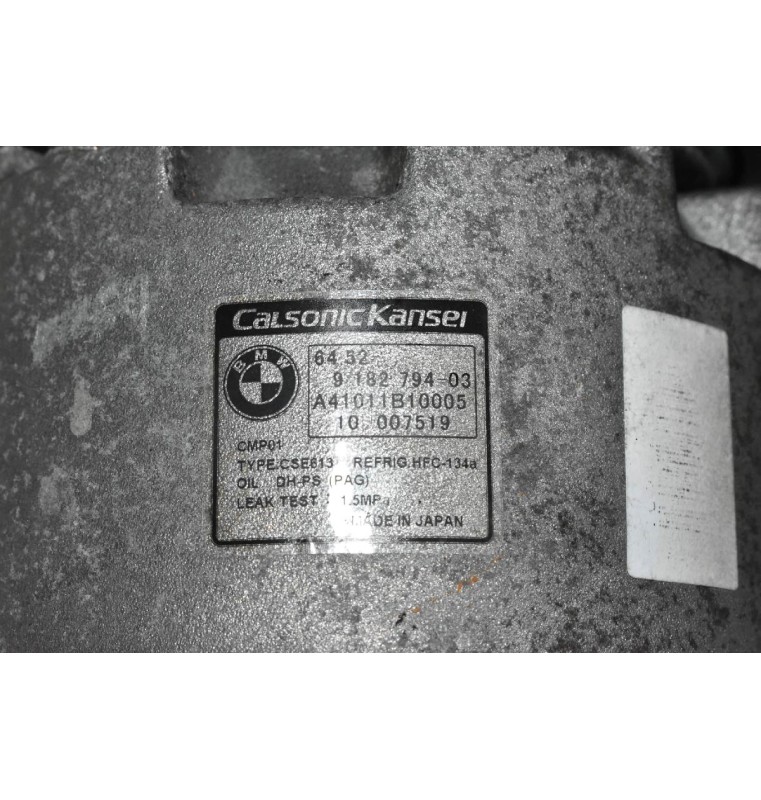 CalsonicKansei
BMW
64.52
9 182 794-03
A41011B10005
10 007519
CMP01
TYPE.CSE613 REFRIG.HFC-134a
OIL DH-PS (PAG)
LEAK TEST : 1.5MPa
MADE IN JAPAN